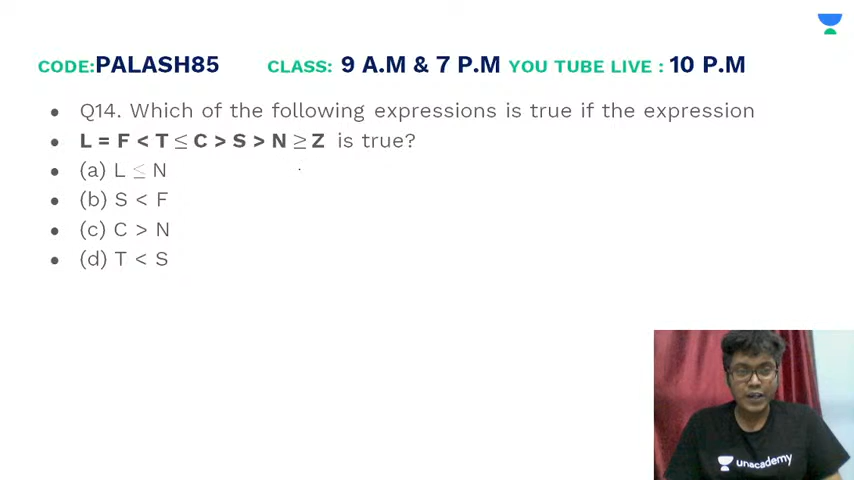 CODE:PALASH85 CLASS: 9 A.M & 7 P.M YOU TUBE LIVE : 10 P.M
• Q14. Which of the following expressions is true if the expression
• L = F < T ≤ C > S > N ≥ Z is true?
• (a) L ≤ N
• (b) S < F
• (c) C > N
• (d) T < S
unacademy